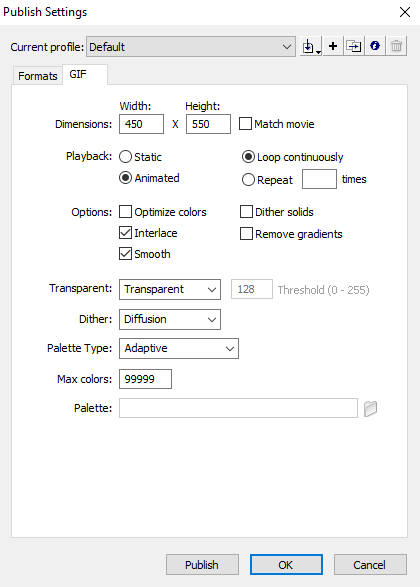 Publish Settings
Current profile: Default
Formats GIF
Width: Height:
Dimensions: 450 X 550 Match movie
Playback: Static Loop continuously
Animated Repeat times
Options: Optimize colors Dither solids
Interlace Remove gradients
Smooth
Transparent: Transparent 128 Threshold (0 - 255)
Dither: Diffusion
Palette Type: Adaptive
Max colors: 99999
Palette:
Publish OK Cancel